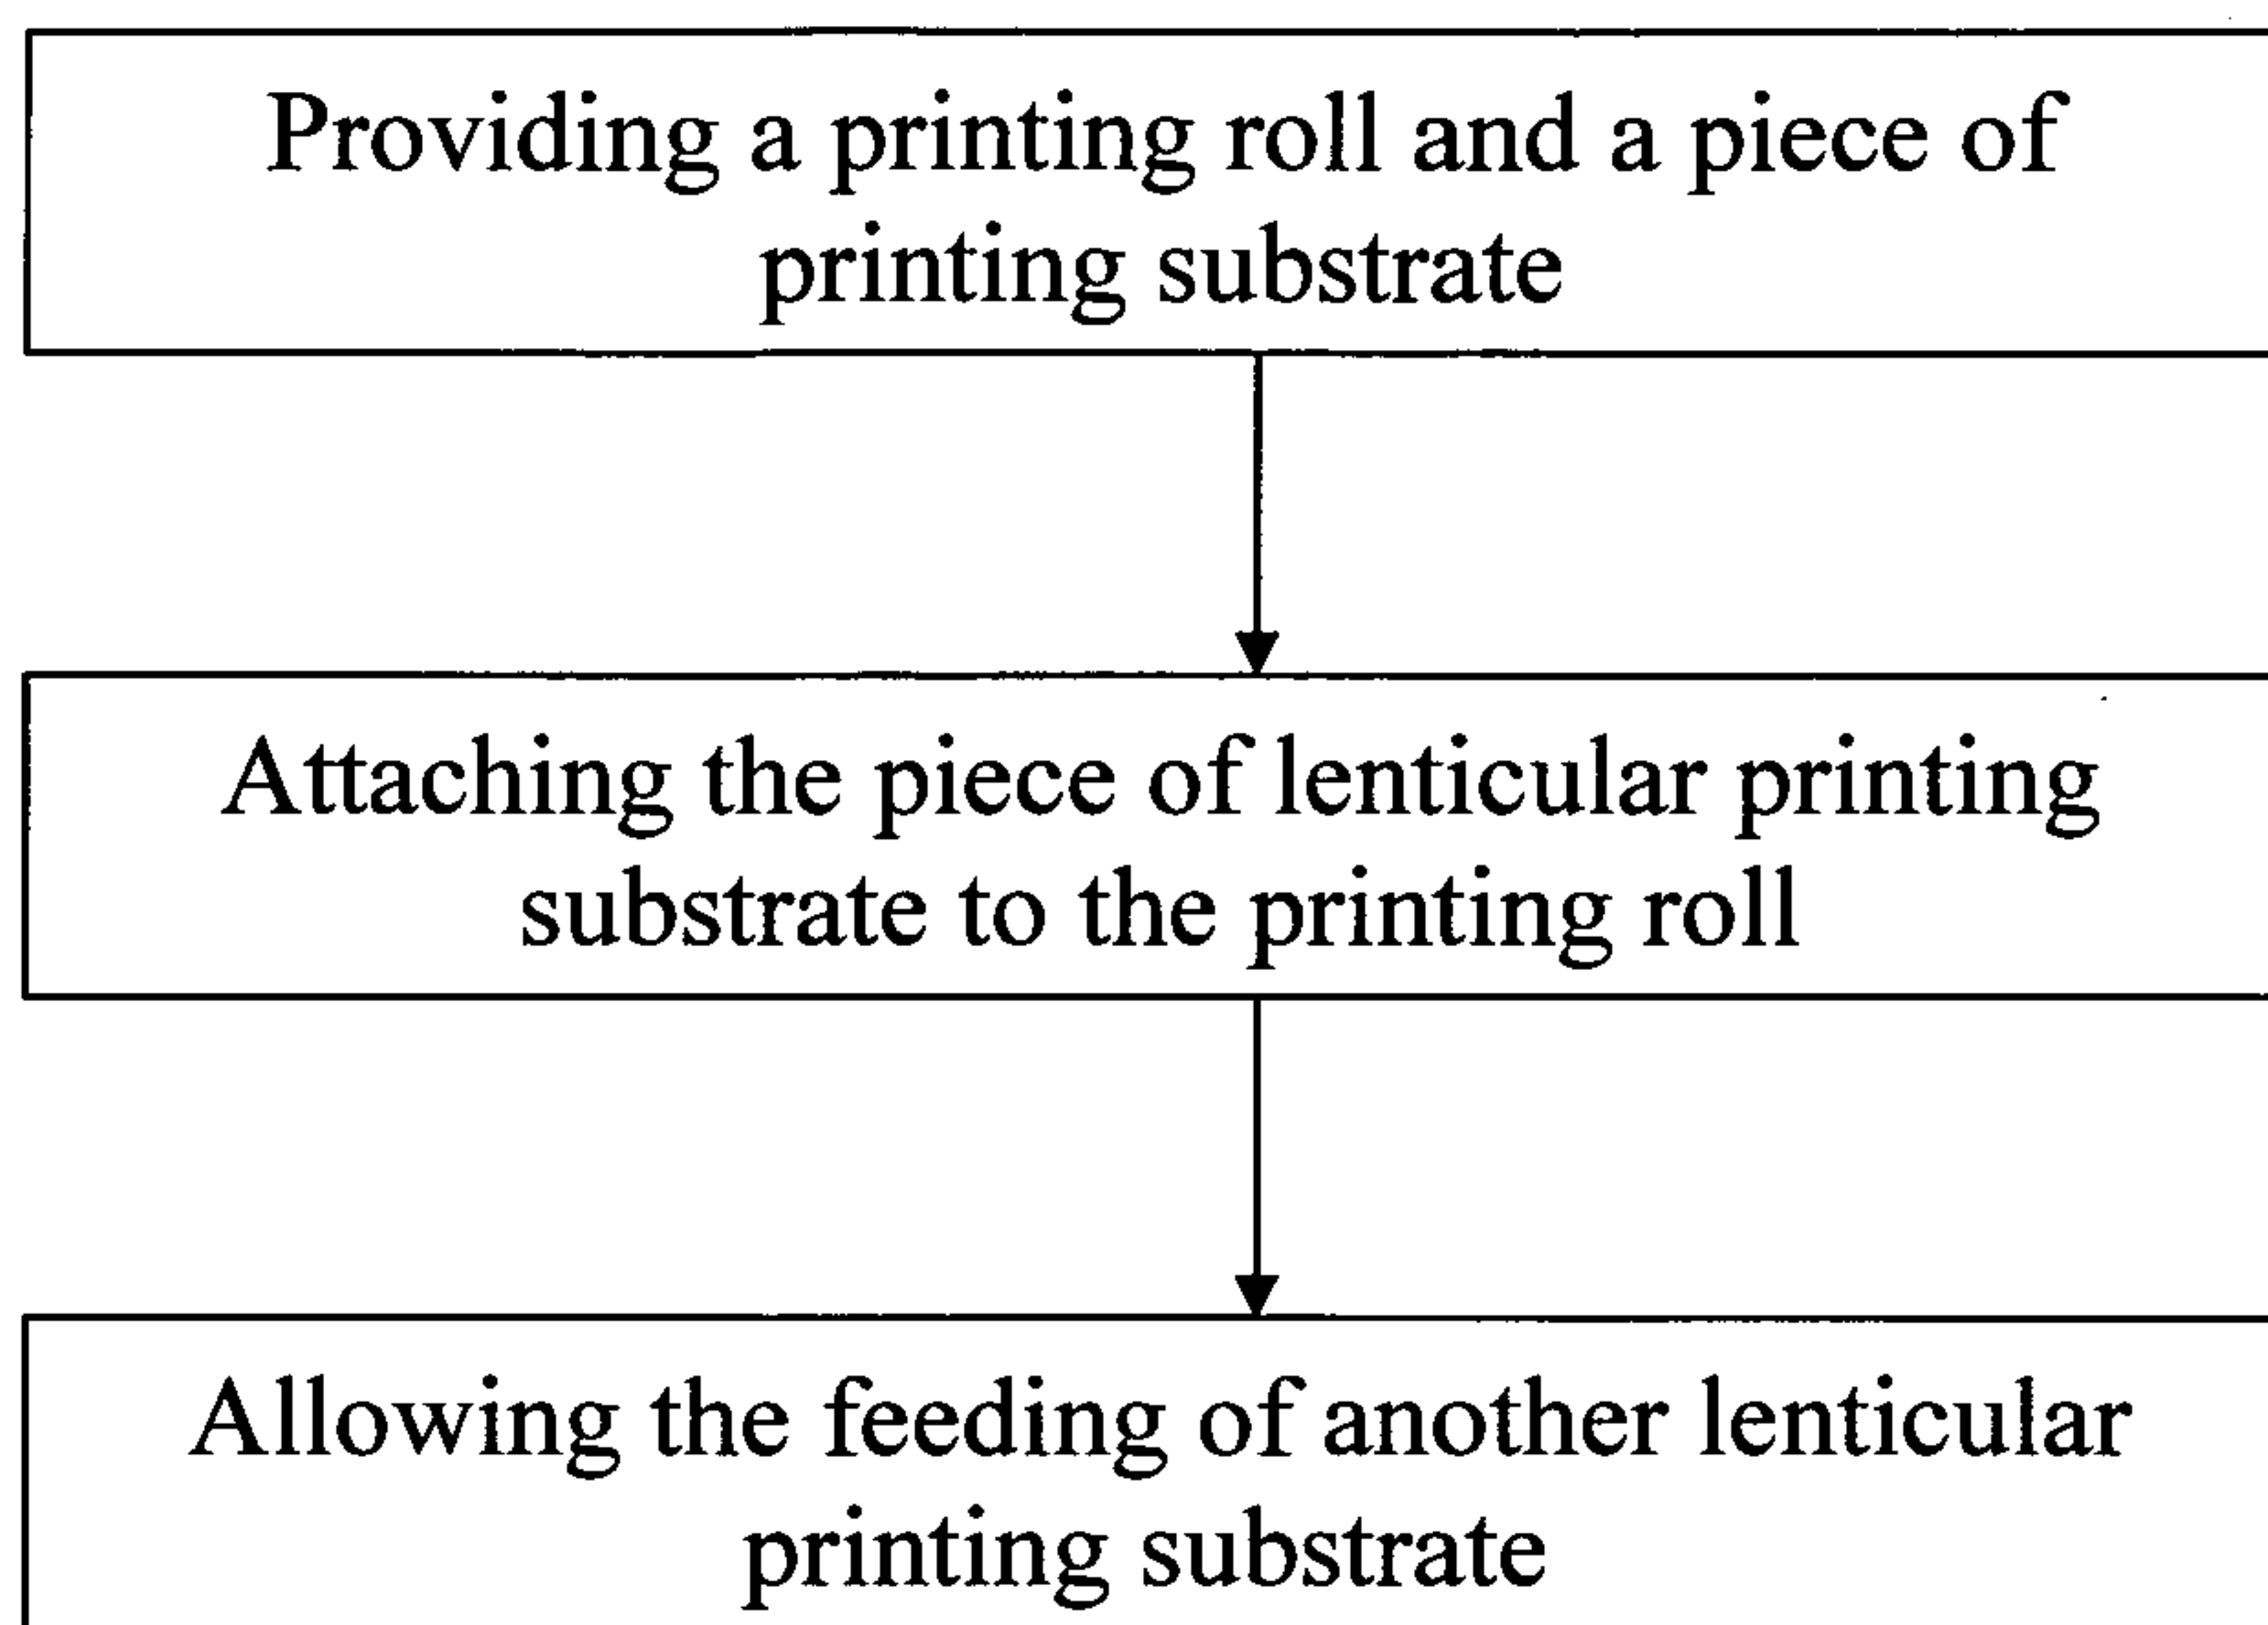 Providing a printing roll and a piece of
printing substrate
Attaching the piece of lenticular printing
substrate to the printing roll
Allowing the feeding of another lenticular
printing substrate